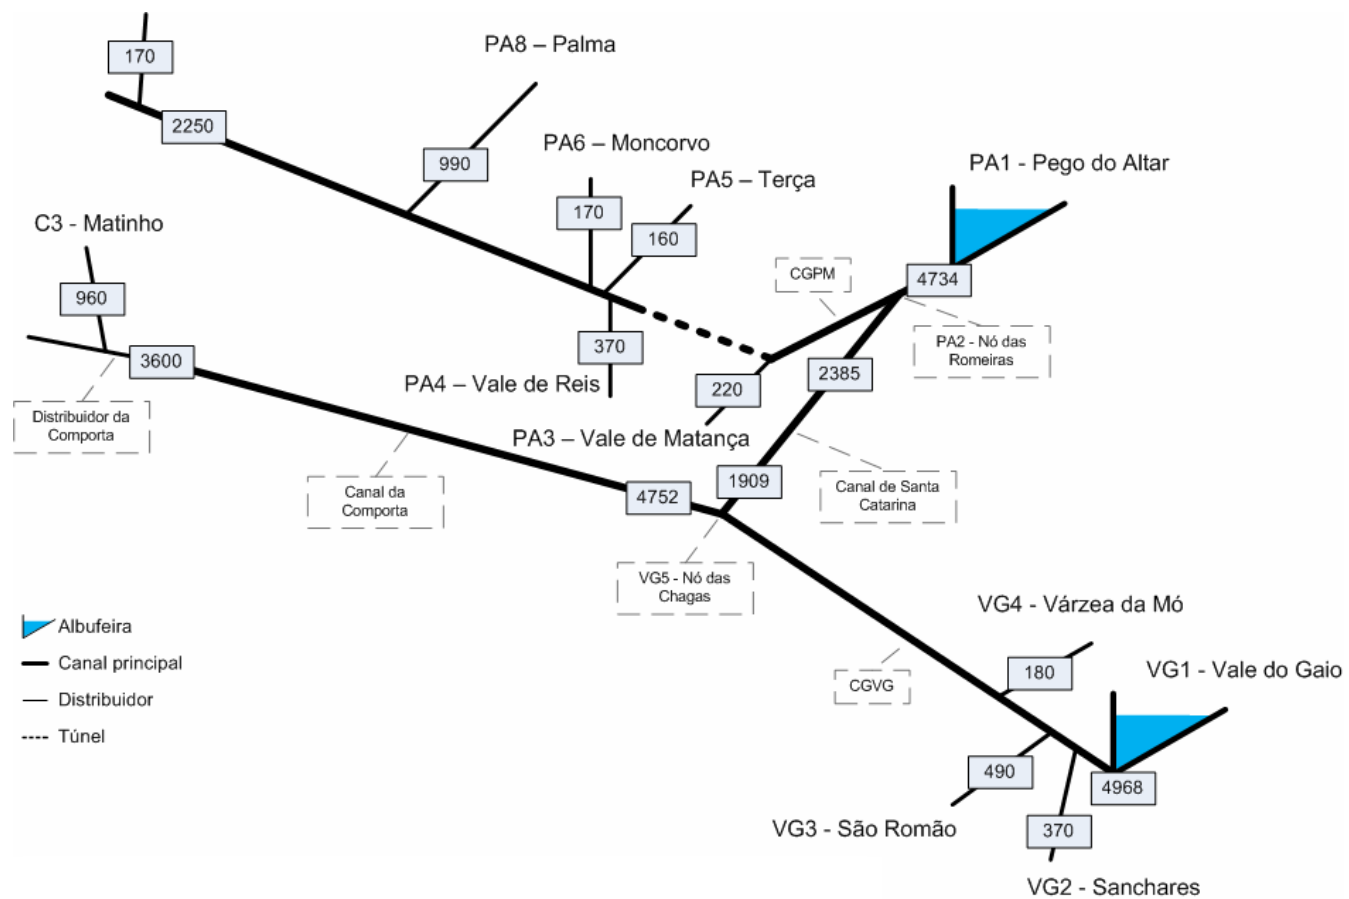 170
PA8 – Palma
2250
990
PA6 – Moncorvo
PA5 – Terça
PA1 - Pego do Altar
170
160
C3 - Matinho
960
CGPM
4734
370
PA2 - Nó das
Romeiras
3600
2385
220
PA4 – Vale de Reis
Distribuidor da
Comporta
PA3 – Vale de Matança
1909
4752
Canal da
Comporta
Canal de Santa
Catarina
VG5 - Nó das
Chagas
VG4 - Várzea da Mó
180
VG1 - Vale do Gaio
CGVG
490
4968
VG3 - São Romão
370
VG2 - Sanchares
Albufeira
Canal principal
Distribuidor
Túnel